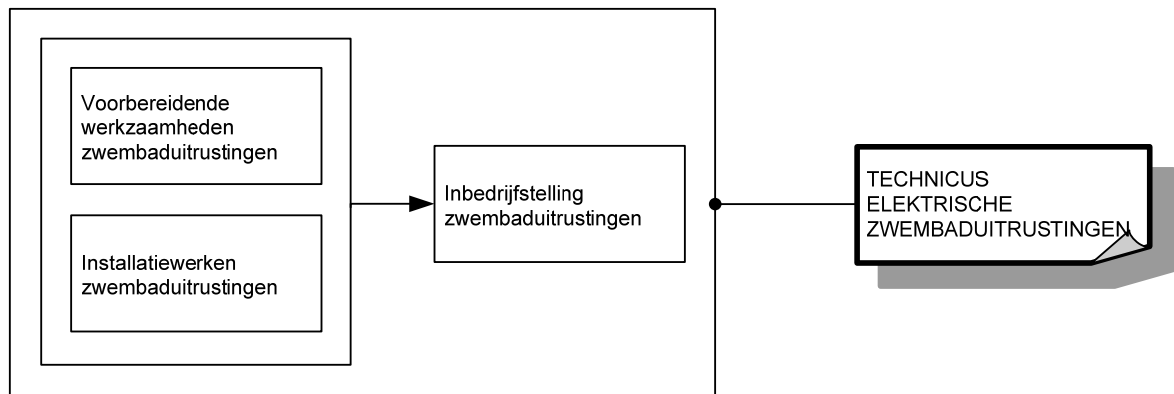 Voorbereidende
werkzaamheden
zwembaduitrustingen
Installatiewerken
zwembaduitrustingen
Inbedrijfstelling
zwembaduitrustingen
TECHNICUS
ELEKTRISCHE
ZWEMBADUITRUSTINGEN